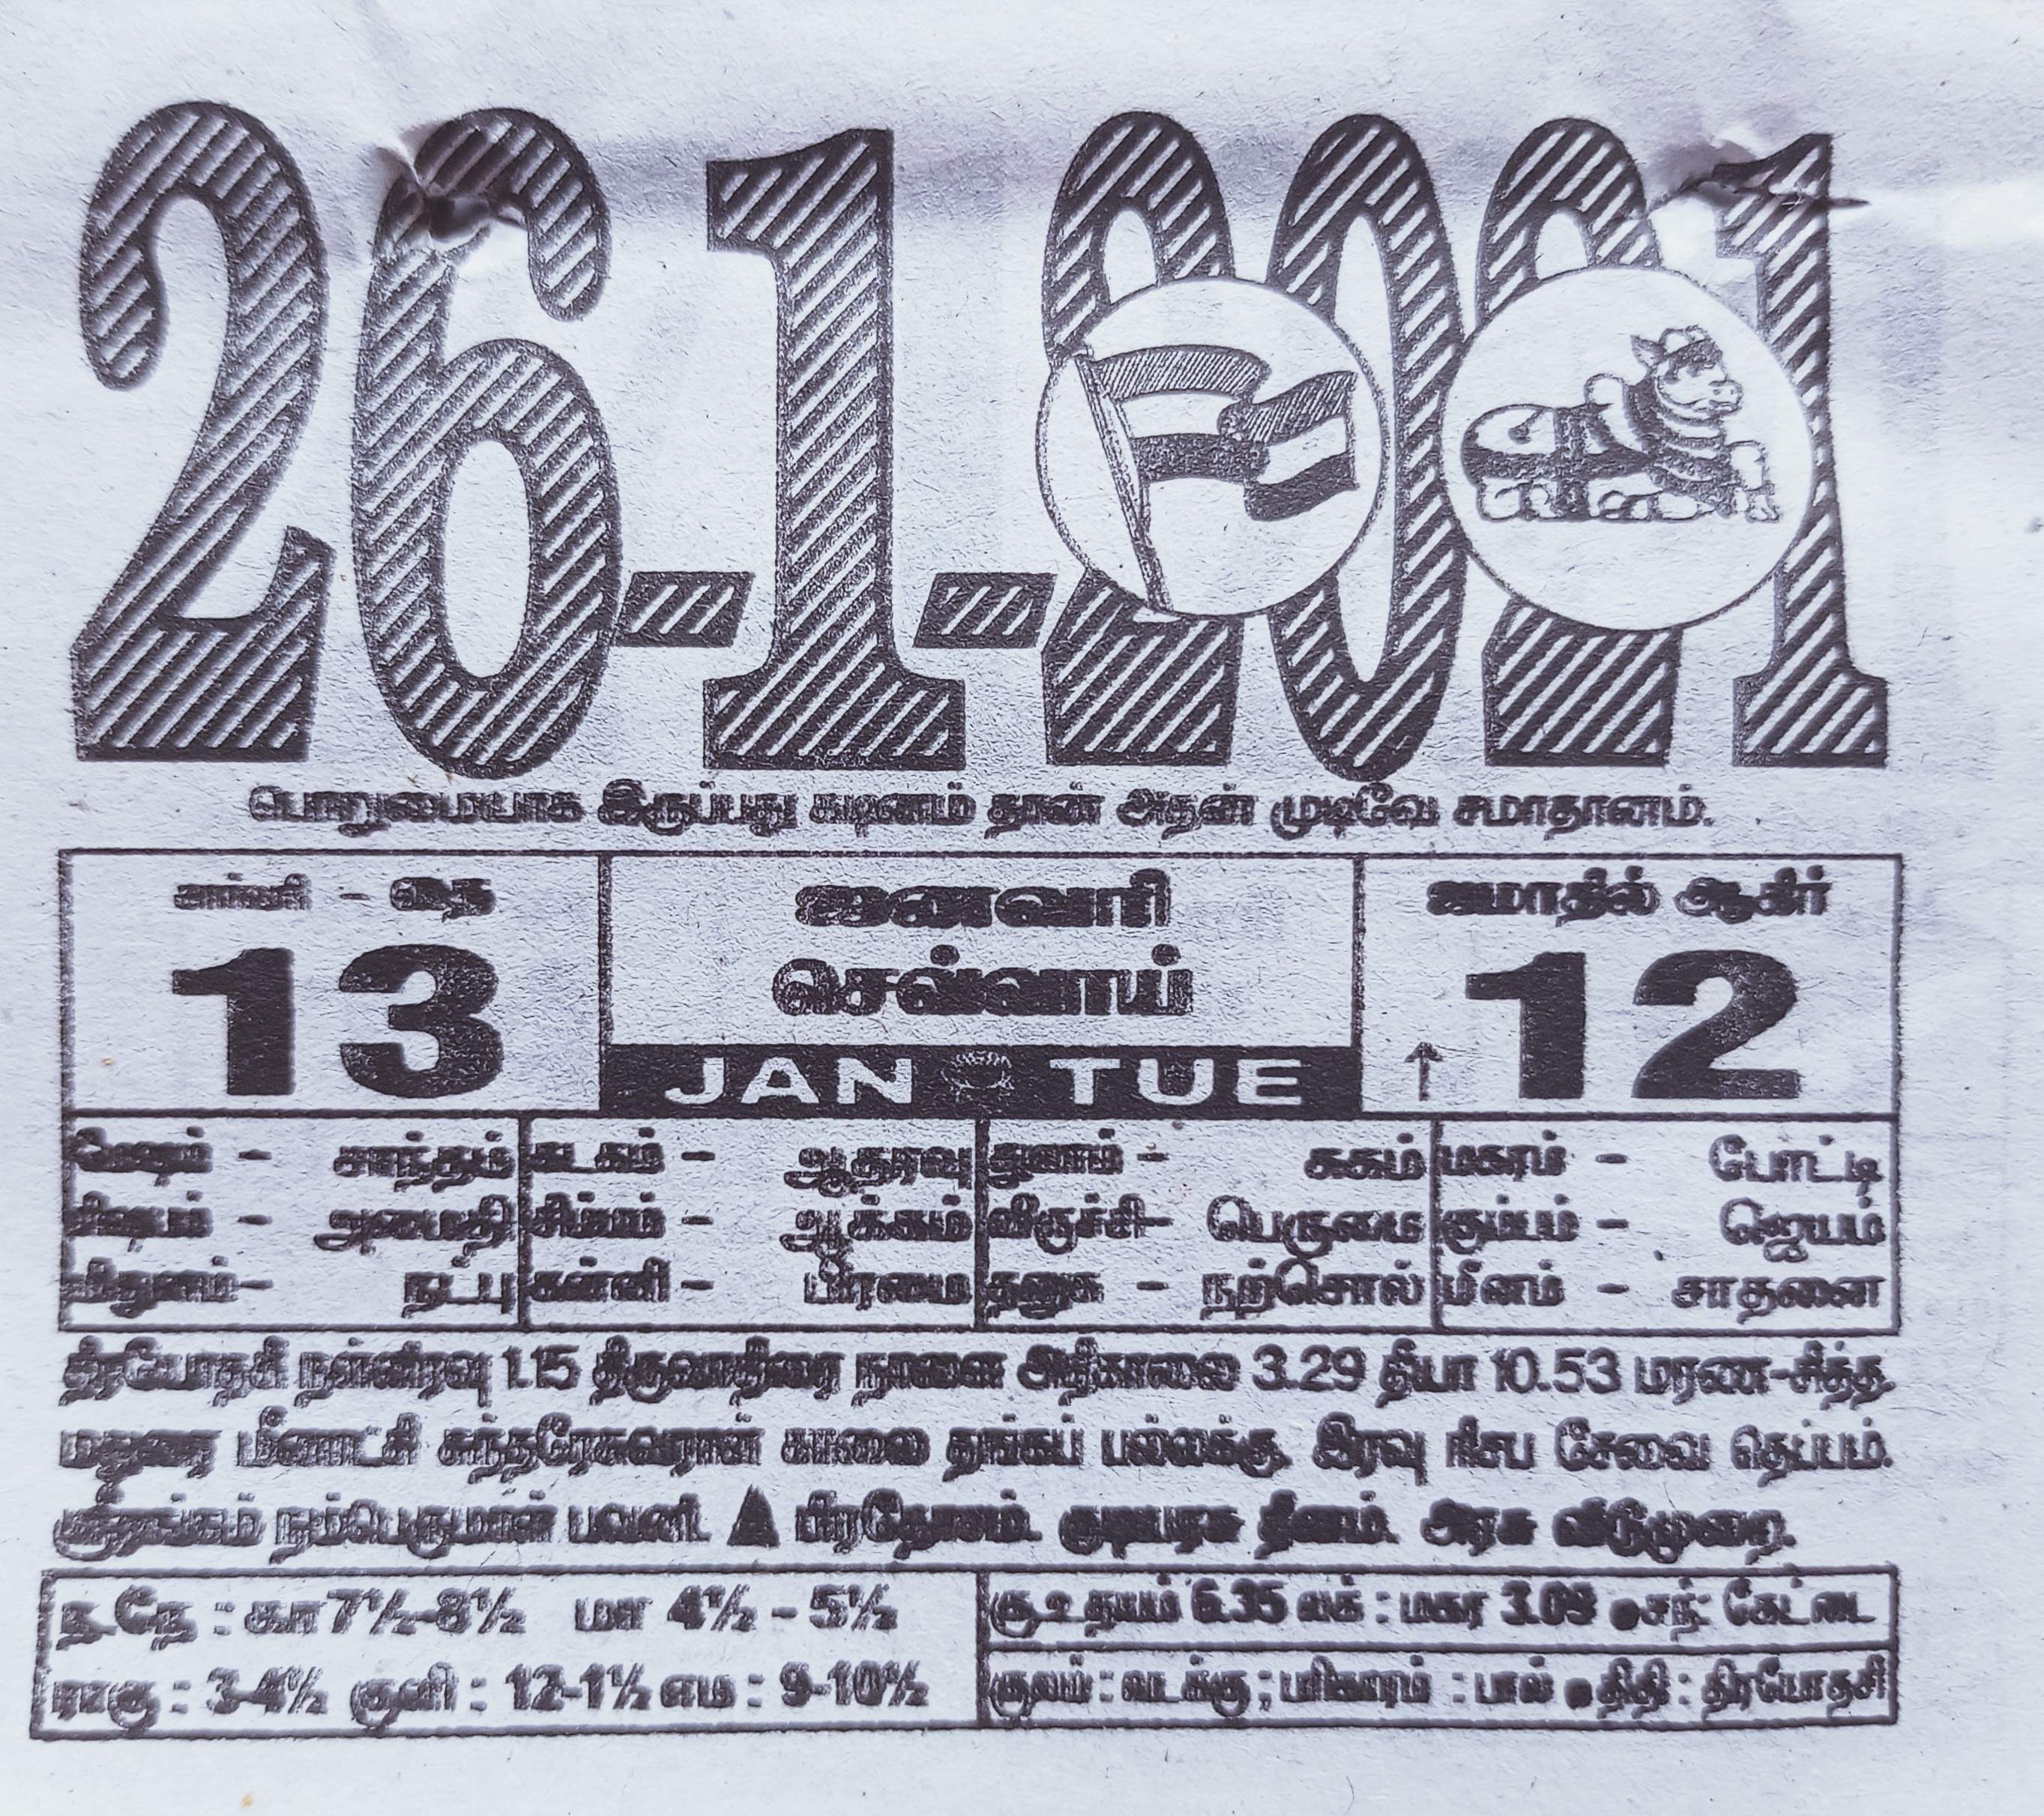 26-1-2021
பொறுமையாக இருப்பது கடினம் தான் அதன் முடிவே சமாதானம்.
சார்வரி - தை
13
ஜனவரி
செவ்வாய்
JAN TUE
ஜமாதில் ஆகிர்
↑ 12
மேஷம் - சாந்தம் கடகம் - ஆதரவு துலாம் - சுகம் மகரம் - போட்டி
ரிஷபம் - அமைதி சிம்மம் - ஆக்கம் விருச்சி- பெருமை கும்பம் - ஜெயம்
மிதுனம்- நட்பு கன்னி - பிரமை தனுசு - நற்சொல் மீனம் - சாதனை
திரயோதசி நள்ளிரவு 1.15 திருவாதிரை நாளை அதிகாலை 3.29 தியா 10.53 மரண-சித்த
மதுரை மீனாட்சி சுந்தரேசுவராள் காலை தங்கப் பல்லக்கு. இரவு ரிசப சேவை தெப்பம்.
ஸ்ரீரங்கம் நம்பெருமாள் பவனி. ▲ பிரதோஷம். குடியரசு தினம். அரசு விடுமுறை.
ந.நே : கா 7½-8½ மா 4½ - 5½
ராகு : 3-4½ குளி : 12-1½ எம : 9-10½
சூ.உதயம் 6.35 லக் : மகர 3.09 ●சந்: கேட்டை
சூலம் : வடக்கு ; பரிகாரம் : பால் ●திதி : திரயோதசி